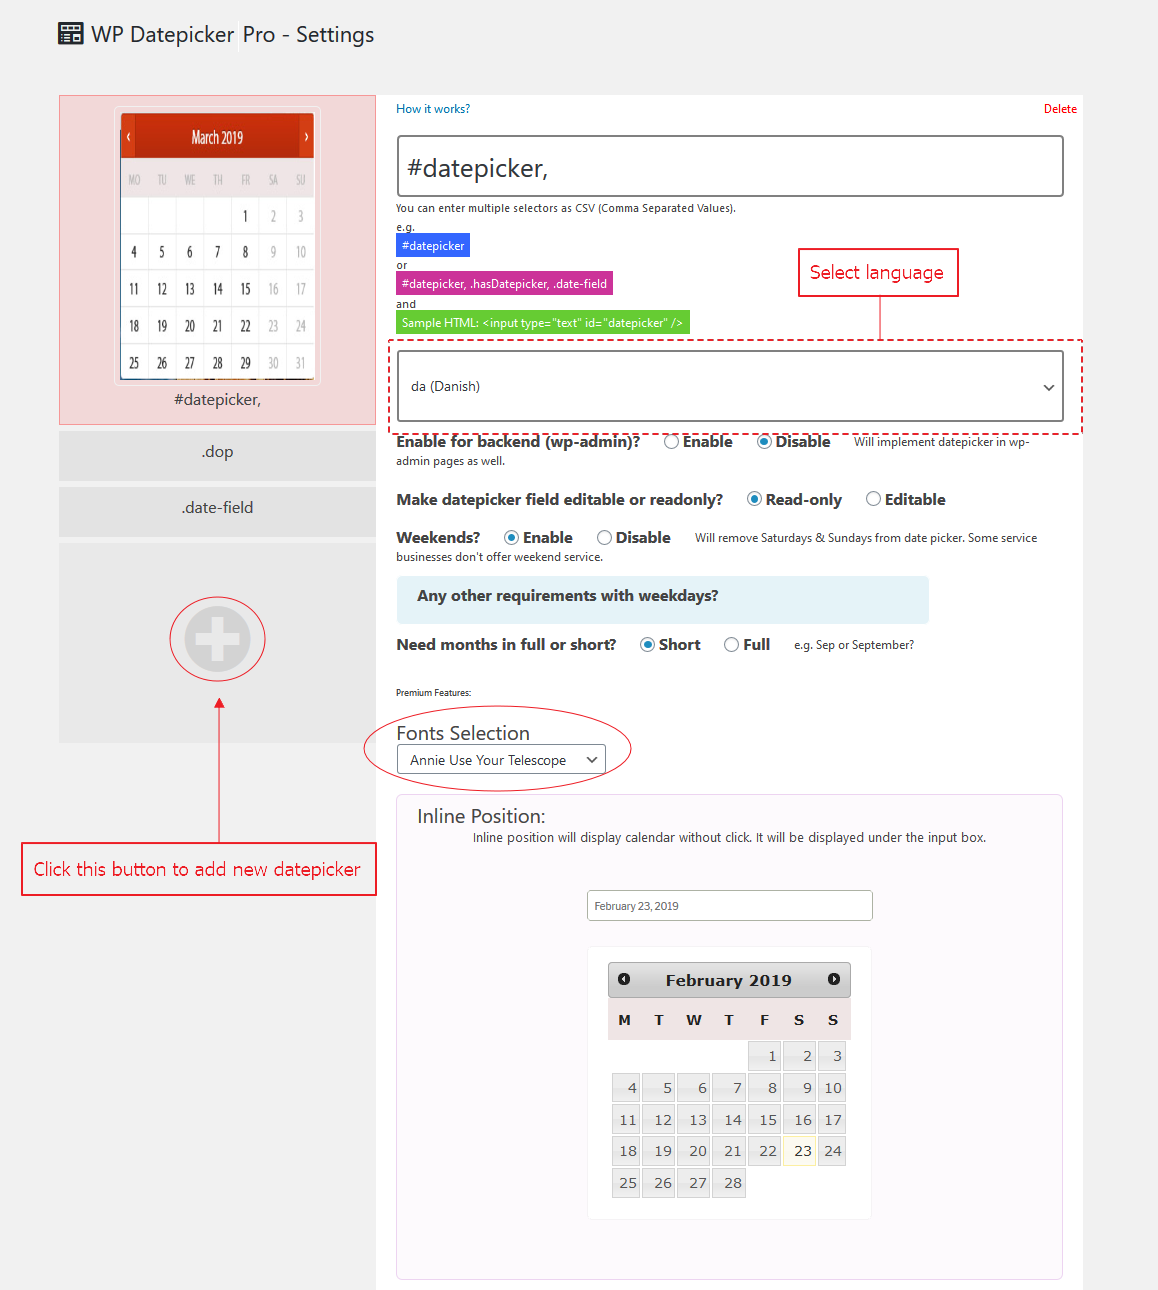 WP Datepicker Pro - Settings
March 2019
MO TU WE TH FR SA SU
1 2 3
4 5 6 7 8 9 10
11 12 13 14 15 16 17
18 19 20 21 22 23 24
25 26 27 28 29 30 31
#datepicker,
.dop
.date-field
Click this button to add new datepicker
How it works?
Delete
#datepicker,
You can enter multiple selectors as CSV (Comma Separated Values).
e.g.
#datepicker
or
#datepicker, .hasDatepicker, .date-field
and
Sample HTML: <input type="text" id="datepicker" />
Select language
da (Danish)
Enable for backend (wp-admin)? Enable Disable Will implement datepicker in wp-
admin pages as well.
Make datepicker field editable or readonly? Read-only Editable
Weekends? Enable Disable Will remove Saturdays & Sundays from date picker. Some service
businesses don't offer weekend service.
Any other requirements with weekdays?
Need months in full or short? Short Full e.g. Sep or September?
Premium Features:
Fonts Selection
Annie Use Your Telescope
Inline Position:
Inline position will display calendar without click. It will be displayed under the input box.
February 23, 2019
February 2019
M T W T F S S
1 2 3
4 5 6 7 8 9 10
11 12 13 14 15 16 17
18 19 20 21 22 23 24
25 26 27 28